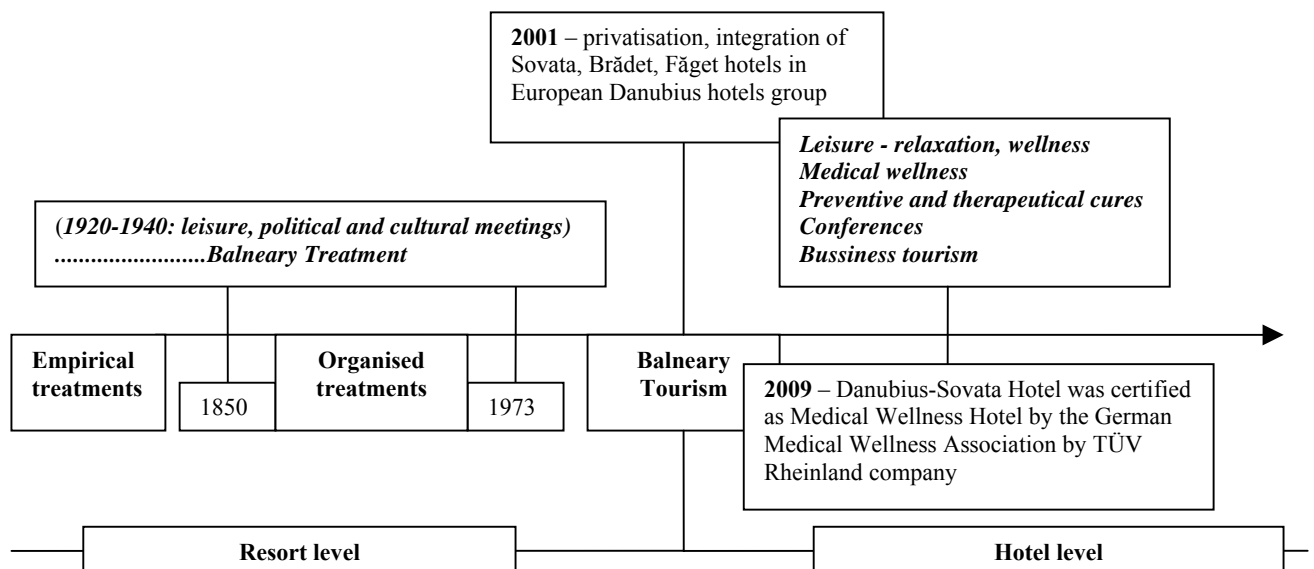 2001 – privatisation, integration of
Sovata, Brădet, Făget hotels in
European Danubius hotels group
Leisure - relaxation, wellness
Medical wellness
Preventive and therapeutical cures
Conferences
Bussiness tourism
(1920-1940: leisure, political and cultural meetings)
.........................Balneary Treatment
Empirical
treatments
1850
Organised
treatments
1973
Balneary
Tourism
2009 – Danubius-Sovata Hotel was certified
as Medical Wellness Hotel by the German
Medical Wellness Association by TÜV
Rheinland company
Resort level
Hotel level